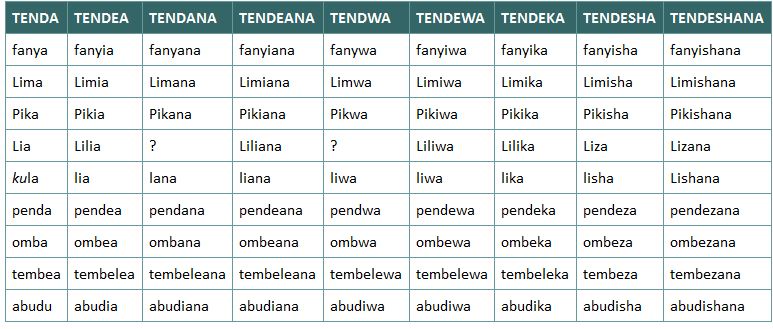 TENDA TENDEA TENDANA TENDEANA TENDWA TENDEWA TENDEKA TENDESHA TENDESHANA
fanya fanyia fanyana fanyiana fanywa fanyiwa fanyika fanyisha fanyishana
Lima Limia Limana Limiana Limwa Limiwa Limika Limisha Limishana
Pika Pikia Pikana Pikiana Pikwa Pikiwa Pikika Pikisha Pikishana
Lia Lilia ? Liliana ? Liliwa Lilika Liza Lizana
kula lia lana liana liwa liwa lika lisha Lishana
penda pendea pendana pendeana pendwa pendewa pendeka pendeza pendezana
omba ombea ombana ombeana ombwa ombewa ombeka ombeza ombezana
tembea tembelea tembeleana tembeleana tembelewa tembelewa tembeleka tembeza tembezana
abudu abudia abudiana abudiana abudiwa abudiwa abudika abudisha abudishana